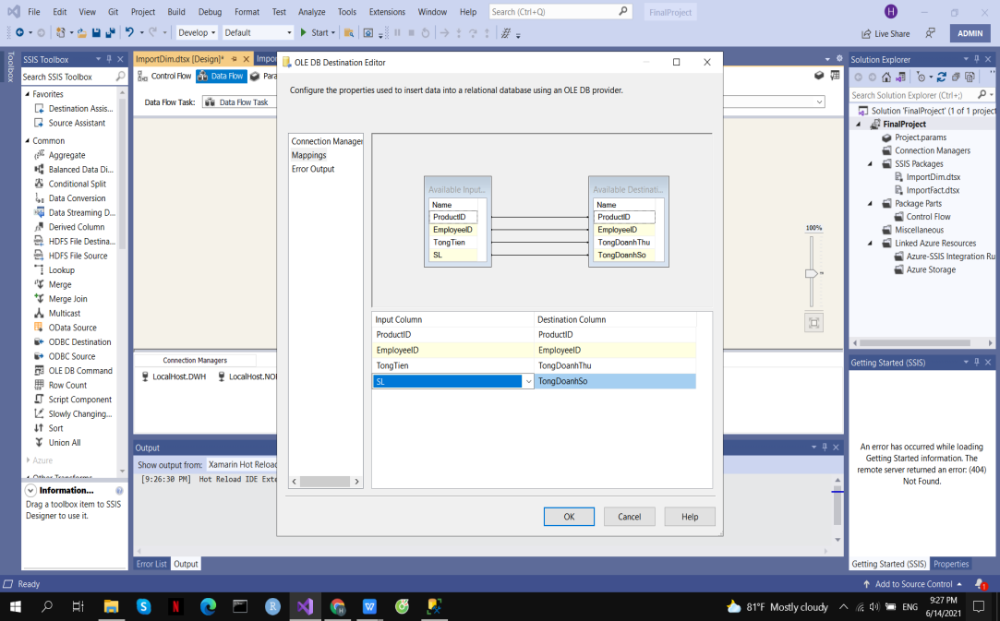 File Edit View Git Project Build Debug Format Test Analyze Tools Extensions Window Help Search (Ctrl+Q) FinalProject H
Develop Default Start Live Share ADMIN
Toolbox
SSIS Toolbox
Search SSIS Toolbox
Favorites
Destination Assis...
Source Assistant
Common
Aggregate
Balanced Data Di...
Conditional Split
Data Conversion
Data Streaming D...
Derived Column
HDFS File Destina...
HDFS File Source
Lookup
Merge
Merge Join
Multicast
OData Source
ODBC Destination
ODBC Source
OLE DB Command
Row Count
Script Component
Slowly Changing...
Sort
Union All
Azure
Other Transforms
Information...
Drag a toolbox item to SSIS
Designer to use it.
ImportDim.dtsx [Design]*
Control Flow Data Flow
Data Flow Task: Data Flow Task
100%
Connection Managers
LocalHost.DWH
Output
Show output from: Xamarin Hot Reload
[9:26:30 PM] Hot Reload IDE Exte
Error List Output
OLE DB Destination Editor
Configure the properties used to insert data into a relational database using an OLE DB provider.
Connection Manager
Mappings
Error Output
Available Input...
Name
ProductID
EmployeeID
TongTien
SL
Available Destinati...
Name
ProductID
EmployeeID
TongDoanhThu
TongDoanhSo
Input Column Destination Column
ProductID ProductID
EmployeeID EmployeeID
TongTien TongDoanhThu
SL TongDoanhSo
OK Cancel Help
Solution Explorer
Search Solution Explorer (Ctrl+;)
Solution 'FinalProject' (1 of 1 project
FinalProject
Project.params
Connection Managers
SSIS Packages
ImportDim.dtsx
ImportFact.dtsx
Package Parts
Control Flow
Miscellaneous
Linked Azure Resources
Azure-SSIS Integration Ru
Azure Storage
Getting Started (SSIS)
An error has occurred while loading
Getting Started information. The
remote server returned an error: (404)
Not Found.
Getting Started (SSIS) Properties
Ready Add to Source Control 1
81°F Mostly cloudy ENG
9:27 PM
6/14/2021